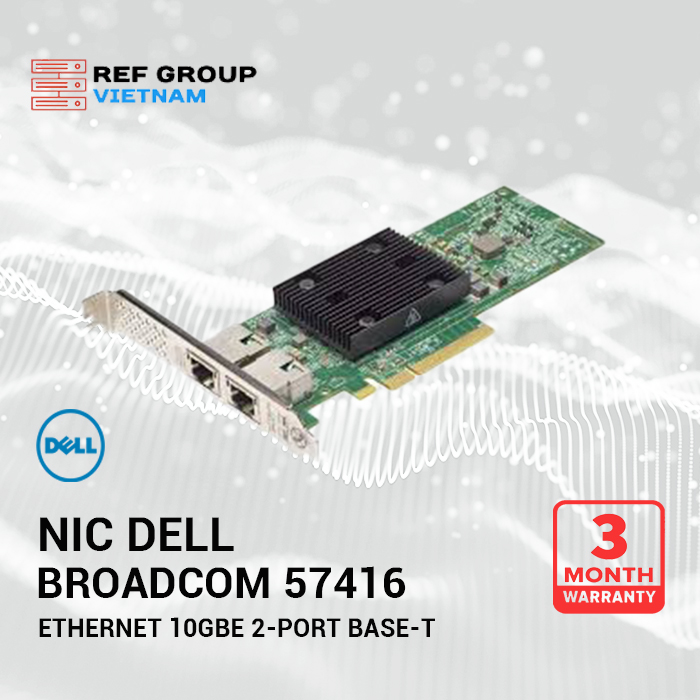 REF GROUP
VIETNAM
DELL
NIC DELL
BROADCOM 57416
ETHERNET 10GBE 2-PORT BASE-T
3
MONTH
WARRANTY